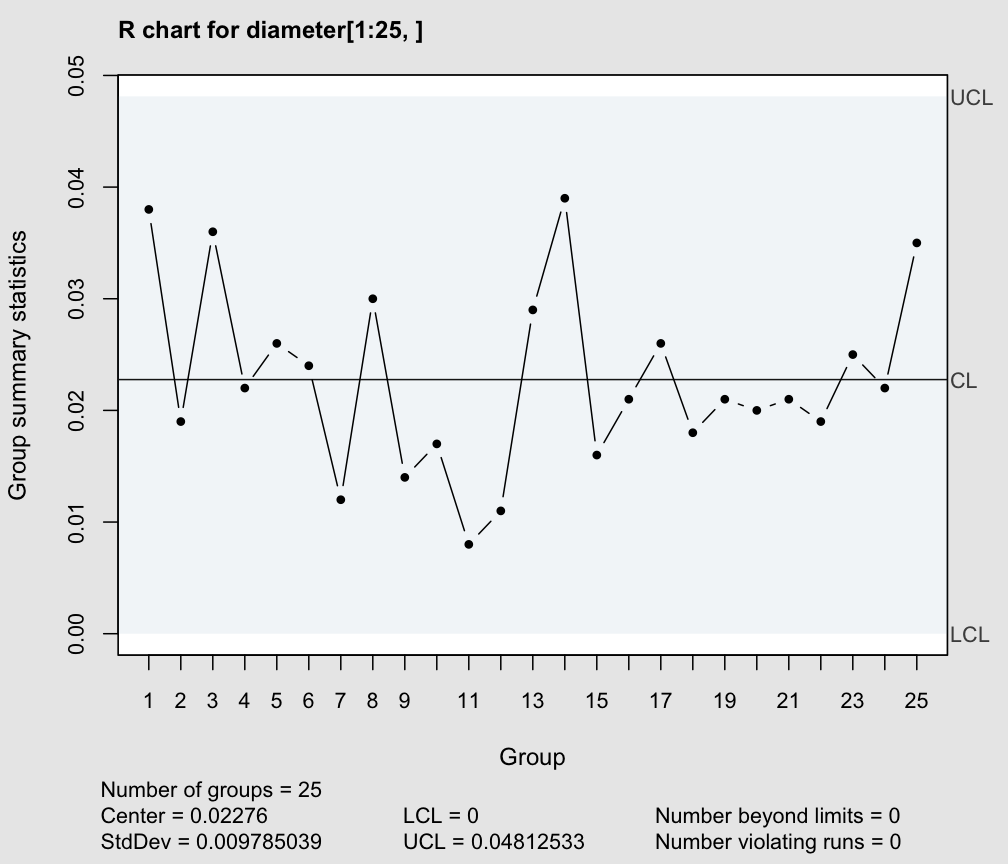 R chart for diameter[1:25, ]
Group summary statistics
0.05
0.04
0.03
0.02
0.01
0.00
UCL
CL
LCL
1 2 3 4 5 6 7 8 9 11 13 15 17 19 21 23 25
Group
Number of groups = 25
Center = 0.02276 LCL = 0 Number beyond limits = 0
StdDev = 0.009785039 UCL = 0.04812533 Number violating runs = 0